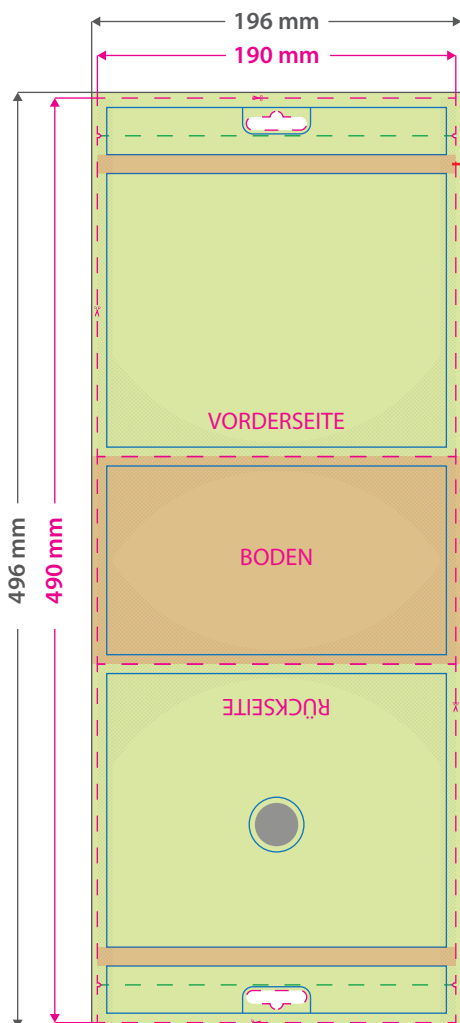 196 mm
190 mm
496 mm
490 mm
VORDERSEITE
BODEN
RÜCKSEITE